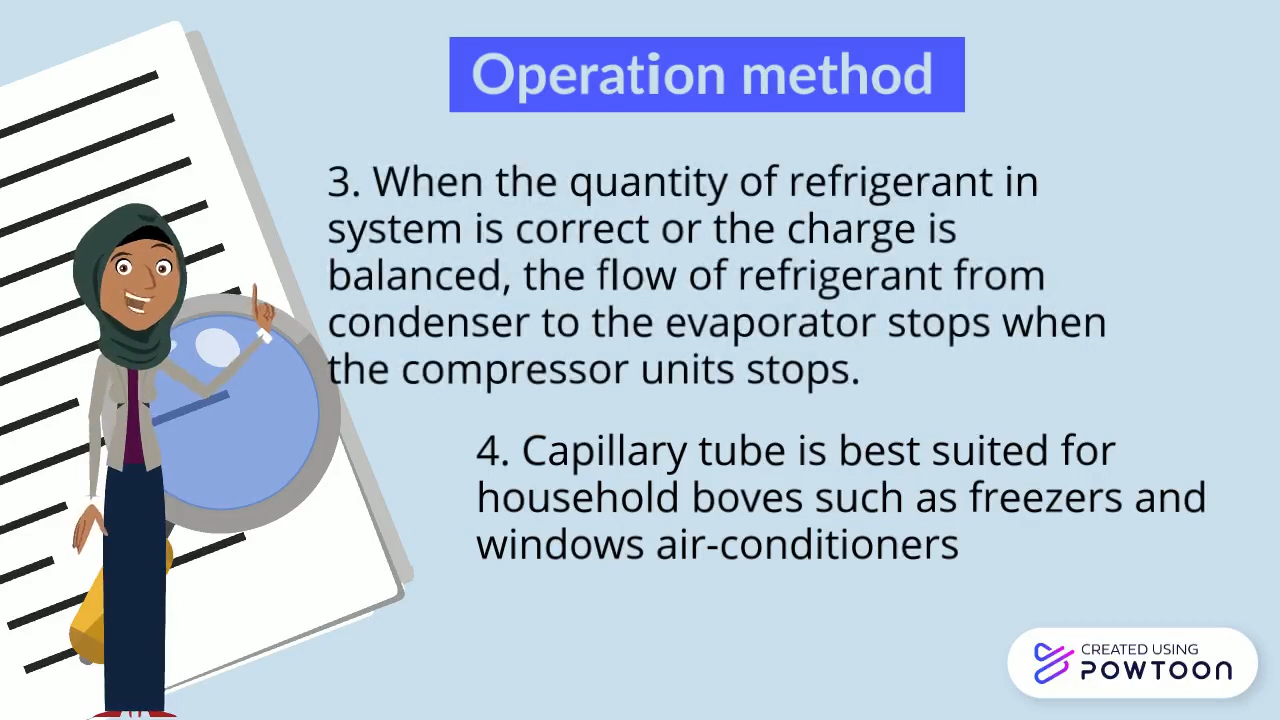 Operation method
3. When the quantity of refrigerant in
system is correct or the charge is
balanced, the flow of refrigerant from
condenser to the evaporator stops when
the compressor units stops.
4. Capillary tube is best suited for
household boves such as freezers and
windows air-conditioners
CREATED USING
POWTOON